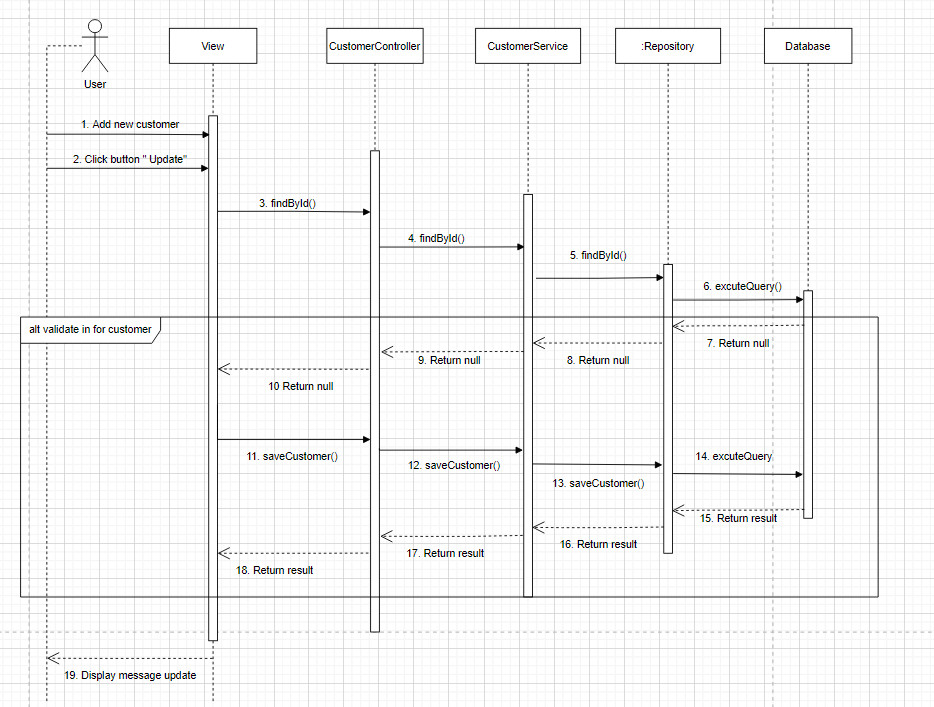 View
CustomerController
CustomerService
:Repository
Database
User
1. Add new customer
2. Click button " Update"
3. findById()
4. findById()
5. findById()
6. excuteQuery()
alt validate in for customer
7. Return null
8. Return null
9. Return null
10 Return null
11. saveCustomer()
12. saveCustomer()
13. saveCustomer()
14. excuteQuery
15. Return result
16. Return result
17. Return result
18. Return result
19. Display message update